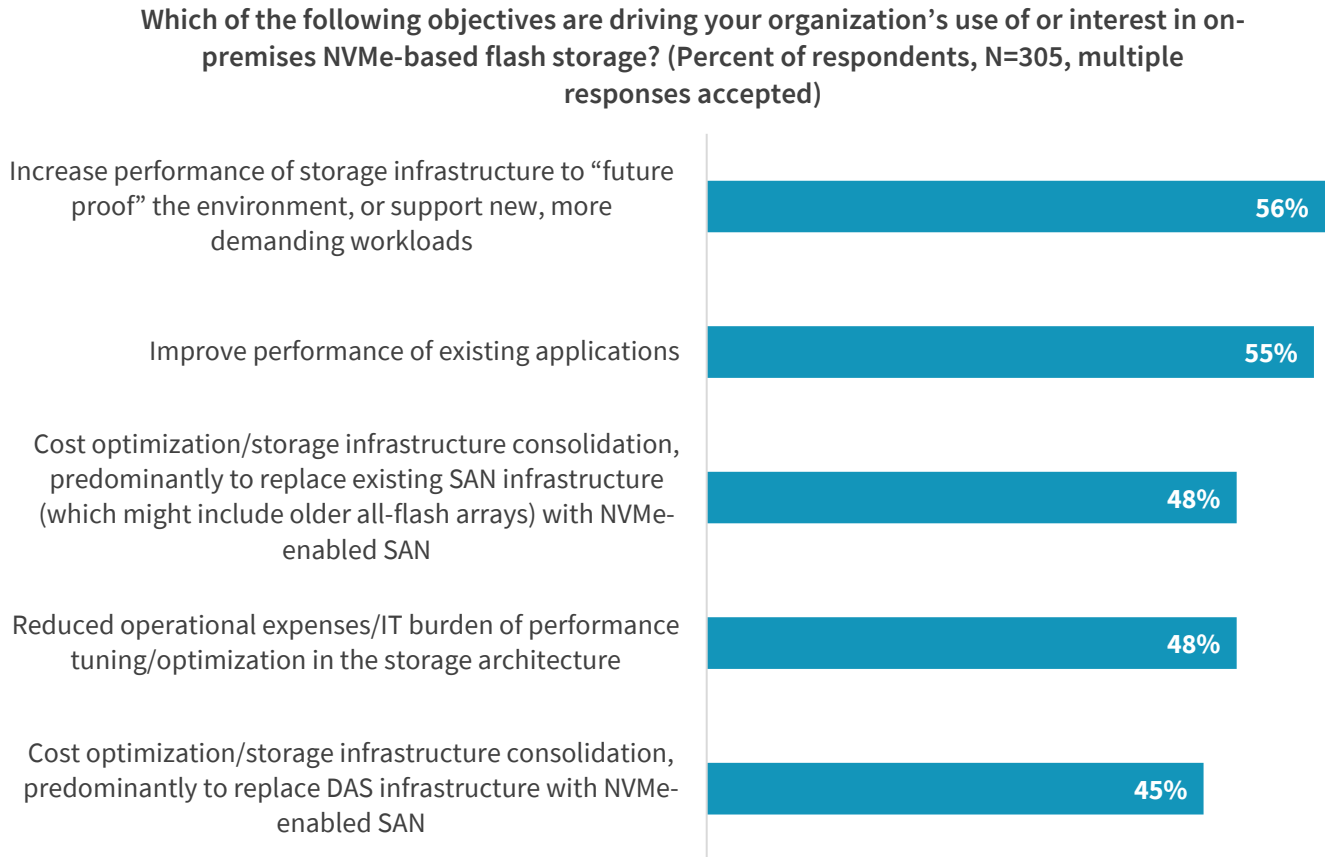 Which of the following objectives are driving your organization’s use of or interest in on-
premises NVMe-based flash storage? (Percent of respondents, N=305, multiple
responses accepted)
Increase performance of storage infrastructure to “future
proof” the environment, or support new, more
demanding workloads
56%
Improve performance of existing applications
55%
Cost optimization/storage infrastructure consolidation,
predominantly to replace existing SAN infrastructure
(which might include older all-flash arrays) with NVMe-
enabled SAN
48%
Reduced operational expenses/IT burden of performance
tuning/optimization in the storage architecture
48%
Cost optimization/storage infrastructure consolidation,
predominantly to replace DAS infrastructure with NVMe-
enabled SAN
45%